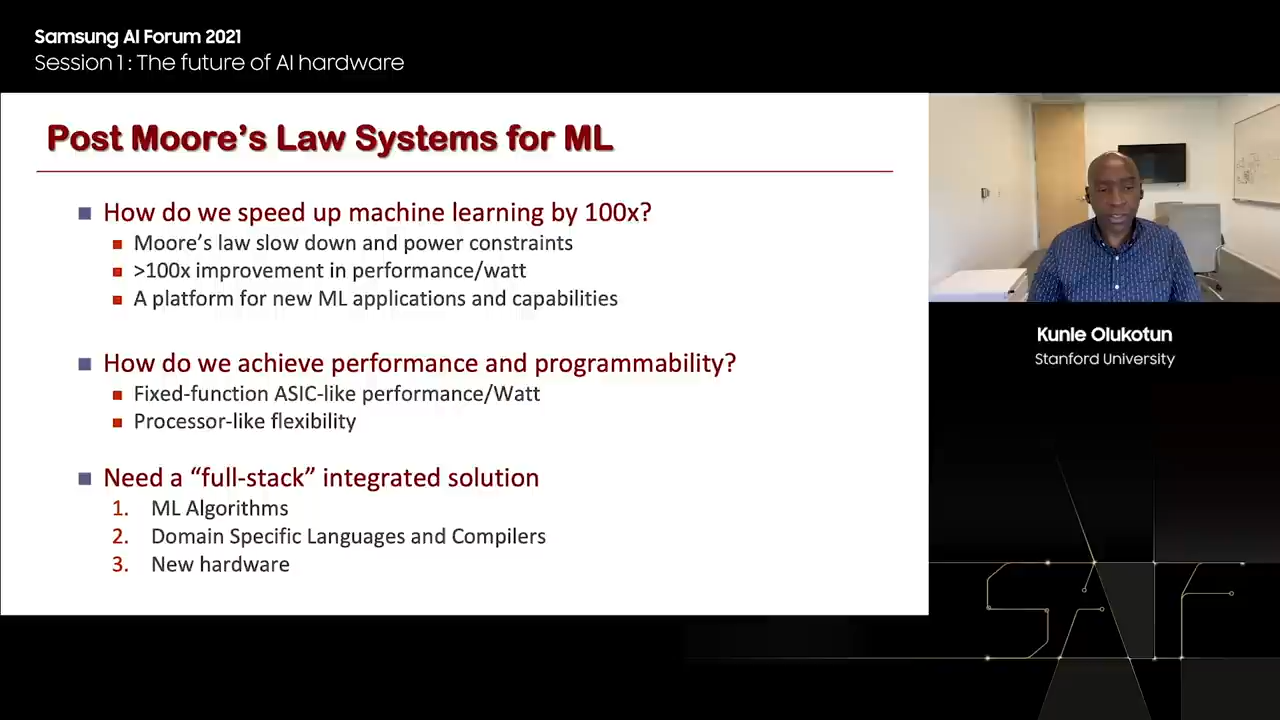 Samsung AI Forum 2021
Session 1 : The future of AI hardware
Post Moore's Law Systems for ML
How do we speed up machine learning by 100x?
Moore's law slow down and power constraints
>100x improvement in performance/watt
A platform for new ML applications and capabilities
How do we achieve performance and programmability?
Fixed-function ASIC-like performance/Watt
Processor-like flexibility
Need a “full-stack” integrated solution
1. ML Algorithms
2. Domain Specific Languages and Compilers
3. New hardware
Kunle Olukotun
Stanford University
SAIF